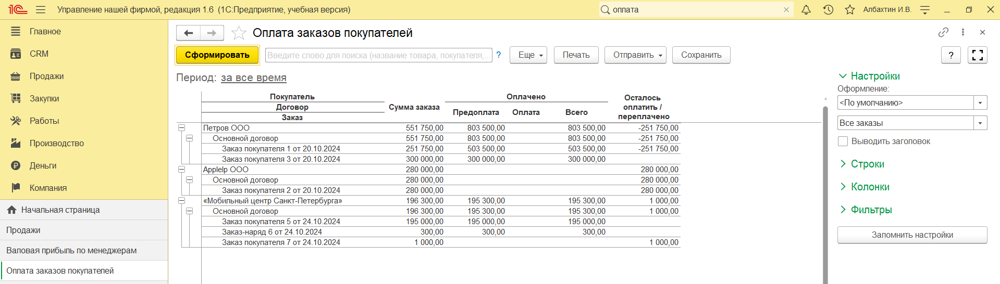 1С Управление нашей фирмой, редакция 1.6 (1С:Предприятие, учебная версия) оплата Албахтин И.В.
Главное
CRM
Продажи
Закупки
Работы
Производство
Деньги
Компания
Начальная страница
Продажи
Валовая прибыль по менеджерам
Оплата заказов покупателей
Оплата заказов покупателей
Сформировать Введите слово для поиска (название товара, покупателя,... ? Еще Печать Отправить Сохранить ?
Период: за все время
Покупатель Сумма заказа Оплачено Осталось оплатить / переплачено
Договор Предоплата Оплата Всего
Заказ
Петров ООО 551 750,00 803 500,00 803 500,00 -251 750,00
Основной договор 551 750,00 803 500,00 803 500,00 -251 750,00
Заказ покупателя 1 от 20.10.2024 251 750,00 503 500,00 503 500,00 -251 750,00
Заказ покупателя 3 от 20.10.2024 300 000,00 300 000,00 300 000,00
Applelp ООО 280 000,00 280 000,00
Основной договор 280 000,00 280 000,00
Заказ покупателя 2 от 20.10.2024 280 000,00 280 000,00
«Мобильный центр Санкт-Петербурга» 196 300,00 195 300,00 195 300,00 1 000,00
Основной договор 196 300,00 195 300,00 195 300,00 1 000,00
Заказ покупателя 5 от 24.10.2024 195 000,00 195 000,00 195 000,00
Заказ-наряд 6 от 24.10.2024 300,00 300,00 300,00
Заказ покупателя 7 от 24.10.2024 1 000,00 1 000,00
Настройки
Оформление:
<По умолчанию>
Все заказы
Выводить заголовок
Строки
Колонки
Фильтры
Запомнить настройки